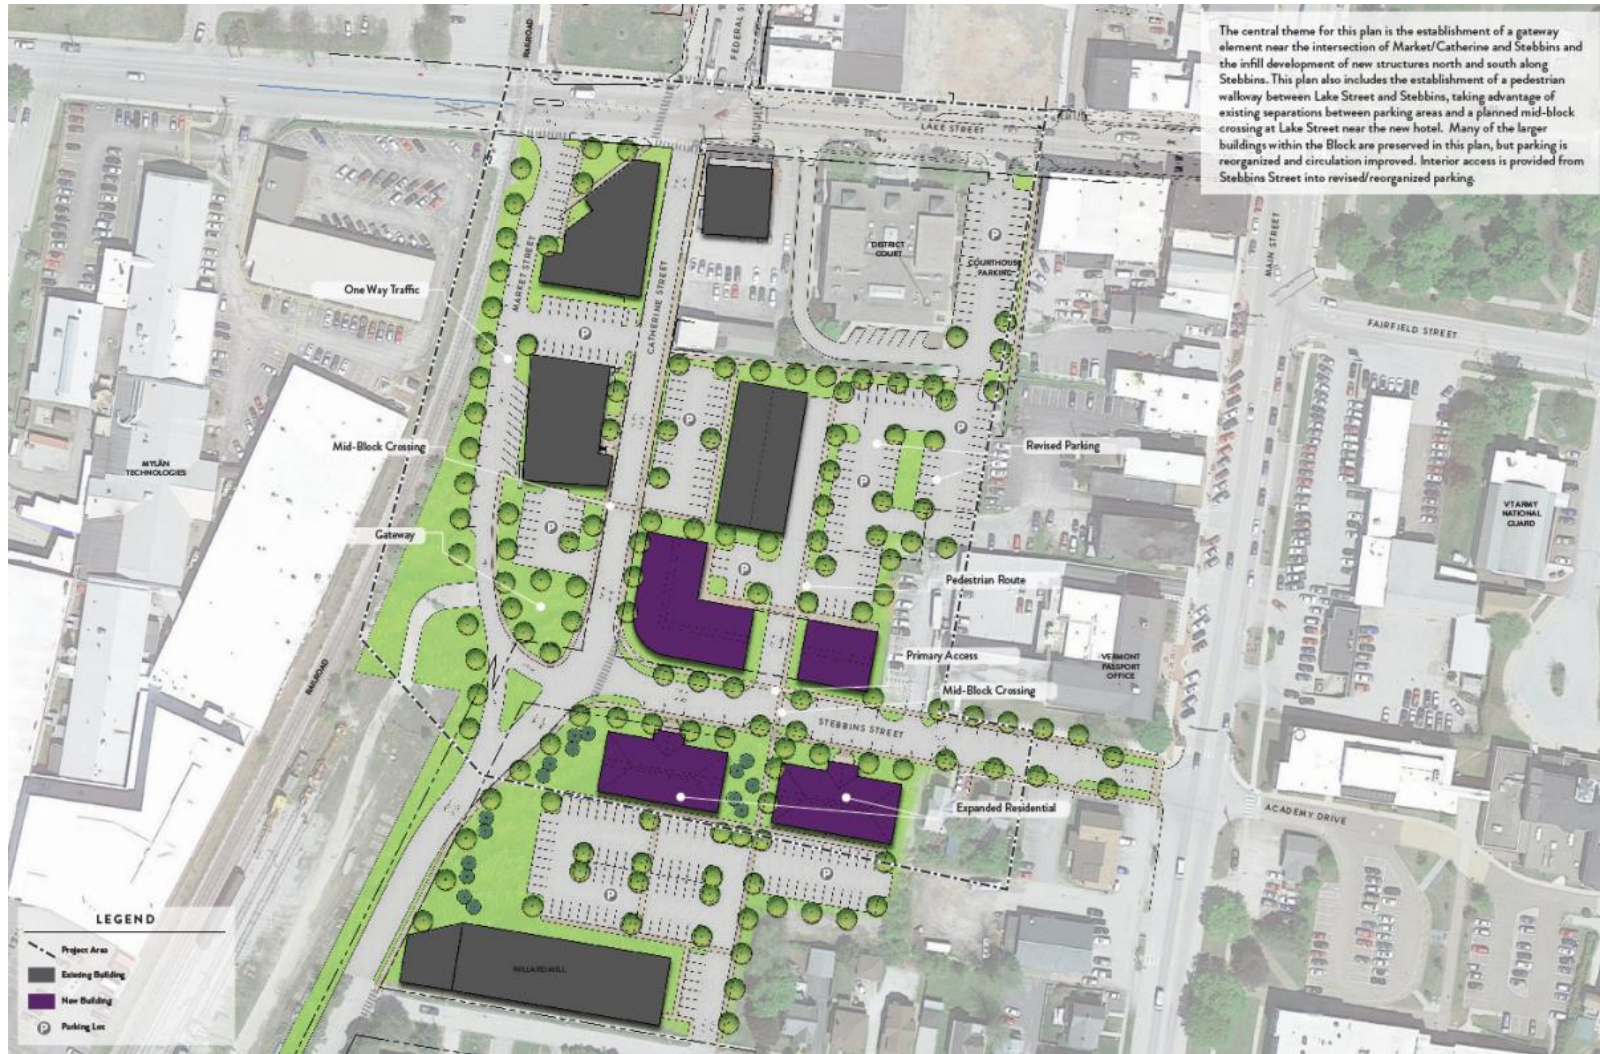 The central theme for this plan is the establishment of a gateway
element near the intersection of Market/Catherine and Stebbins and
the infill development of new structures north and south along
Stebbins. This plan also includes the establishment of a pedestrian
walkway between Lake Street and Stebbins, taking advantage of
existing separations between parking areas and a planned mid-block
crossing at Lake Street near the new hotel. Many of the larger
buildings within the Block are preserved in this plan, but parking is
reorganized and circulation improved. Interior access is provided from
Stebbins Street into revised/reorganized parking.
RAILROAD
FEDERAL S
LAKE STREET
MAIN STREET
DISTRICT
COURT
P
COURTHOUSE
PARKING
MARKET STREET
CATHERINE STREET
One Way Traffic
FAIRFIELD STREET
P
P
P
Mid-Block Crossing
Revised Parking
MYLAN
TECHNOLOGIES
P
VT ARMY
NATIONAL
GUARD
Gateway
P
P
Pedestrian Route
Primary Access
VERMONT
PASSPORT
OFFICE
RAILROAD
Mid-Block Crossing
STEBBINS STREET
Expanded Residential
ACADEMY DRIVE
P
P
WILLARD MILL
LEGEND
Project Area
Existing Building
New Building
P Parking Lot